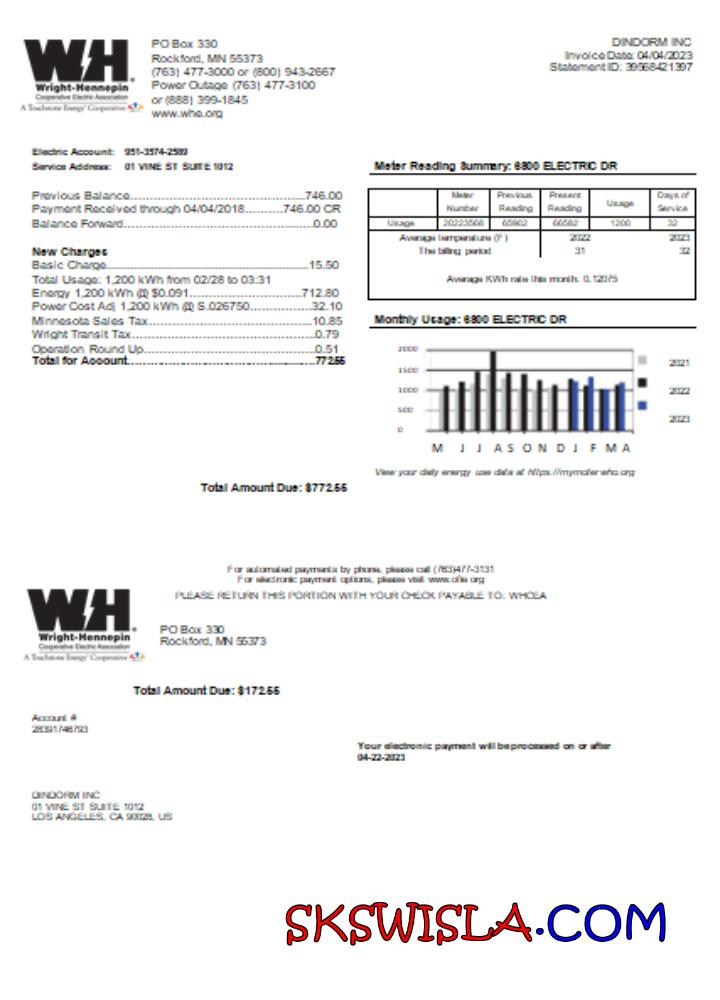 WH
Wright-Hennepin
Cooperative Electric Association
A Touchstone Energy® Cooperative
PO Box 330
Rockford, MN 55373
(763) 477-3000 or (800) 943-2667
Power Outage (763) 477-3100
or (888) 399-1845
www.whe.org
DINDORM INC
Invoice Date: 04/04/2023
Statement ID: 39568421397
Electric Account: 951-3574-2589
Service Address: 01 VINE ST SUITE 1012
Previous Balance...746.00
Payment Received through 04/04/2018...746.00 CR
Balance Forward...0.00
New Charges
Basic Charge...15.50
Total Usage: 1,200 kWh from 02/28 to 03:31
Energy 1,200 kWh @ $0.091...712.80
Power Cost Adj 1,200 kWh @ S.026750...32.10
Minnesota Sales Tax...10.85
Wright Transit Tax...0.79
Operation Round Up...0.51
Total for Account...77255
Total Amount Due: $772.55
Meter Reading Summary: 6800 ELECTRIC DR
Meter Number Previous Reading Present Reading Usage Days of Service
Usage 20223568 65902 66582 1200 32
Average temperature (F) 2022 2023
The billing period 31 32
Average KWh rate this month: 0.12075
Monthly Usage: 6800 ELECTRIC DR
2000
1500
1000
500
0
M J J A S O N D J F M A
2021
2022
2023
View your daily energy use data at
For automated payments by phone, please call (763)477-3131
For electronic payment options, please visit
PLEASE RETURN THIS PORTION WITH YOUR CHECK PAYABLE TO: WHCEA
WH
Wright-Hennepin
Cooperative Electric Association
A Touchstone Energy® Cooperative
PO Box 330
Rockford, MN 55373
Total Amount Due: $172.55
Account #
28391746793
Your electronic payment will be processed on or after
04-22-2023
DINDORM INC
01 VINE ST SUITE 1012
LOS ANGELES, CA 90028, US
SKSWISLA.COM